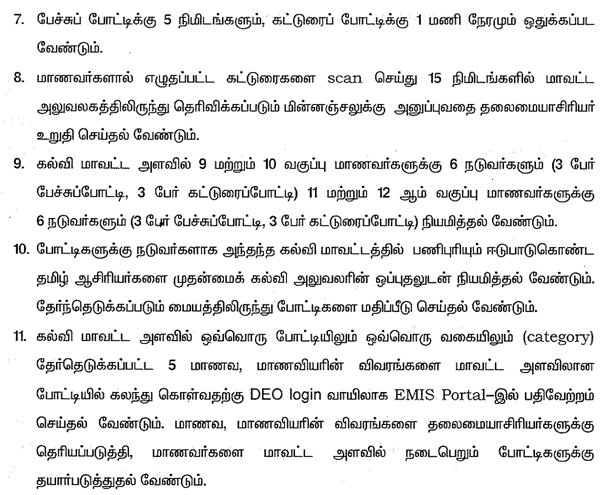 7. பேச்சுப் போட்டிக்கு 5 நிமிடங்களும், கட்டுரைப் போட்டிக்கு 1 மணி நேரமும் ஒதுக்கப்பட
வேண்டும்.
8. மாணவர்களால் எழுதப்பட்ட கட்டுரைகளை scan செய்து 15 நிமிடங்களில் மாவட்ட
அலுவலகத்திலிருந்து தெரிவிக்கப்படும் மின்னஞ்சலுக்கு அனுப்புவதை தலைமையாசிரியர்
உறுதி செய்தல் வேண்டும்.
9. கல்வி மாவட்ட அளவில் 9 மற்றும் 10 வகுப்பு மாணவர்களுக்கு 6 நடுவர்களும் (3 பேர்
பேச்சுப்போட்டி, 3 பேர் கட்டுரைப்போட்டி) 11 மற்றும் 12 ஆம் வகுப்பு மாணவர்களுக்கு
6 நடுவர்களும் (3 பேர் பேச்சுப்போட்டி, 3 பேர் கட்டுரைப்போட்டி) நியமித்தல் வேண்டும்.
10. போட்டிகளுக்கு நடுவர்களாக அந்தந்த கல்வி மாவட்டத்தில் பணிபுரியும் ஈடுபாடுகொண்ட
தமிழ் ஆசிரியர்களை முதன்மைக் கல்வி அலுவலரின் ஒப்புதலுடன் நியமித்தல் வேண்டும்.
தேர்ந்தெடுக்கப்படும் மையத்திலிருந்து போட்டிகளை மதிப்பீடு செய்தல் வேண்டும்.
11. கல்வி மாவட்ட அளவில் ஒவ்வொரு போட்டியிலும் ஒவ்வொரு வகையிலும் (category)
தேர்தெடுக்கப்பட்ட 5 மாணவ, மாணவியரின் விவரங்களை மாவட்ட அளவிலான
போட்டியில் கலந்து கொள்வதற்கு DEO login வாயிலாக EMIS Portal-இல் பதிவேற்றம்
செய்தல் வேண்டும். மாணவ, மாணவியரின் விவரங்களை தலைமையாசிரியர்களுக்கு
தெரியப்படுத்தி, மாணவர்களை மாவட்ட அளவில் நடைபெறும் போட்டிகளுக்கு
தயார்படுத்துதல் வேண்டும்.